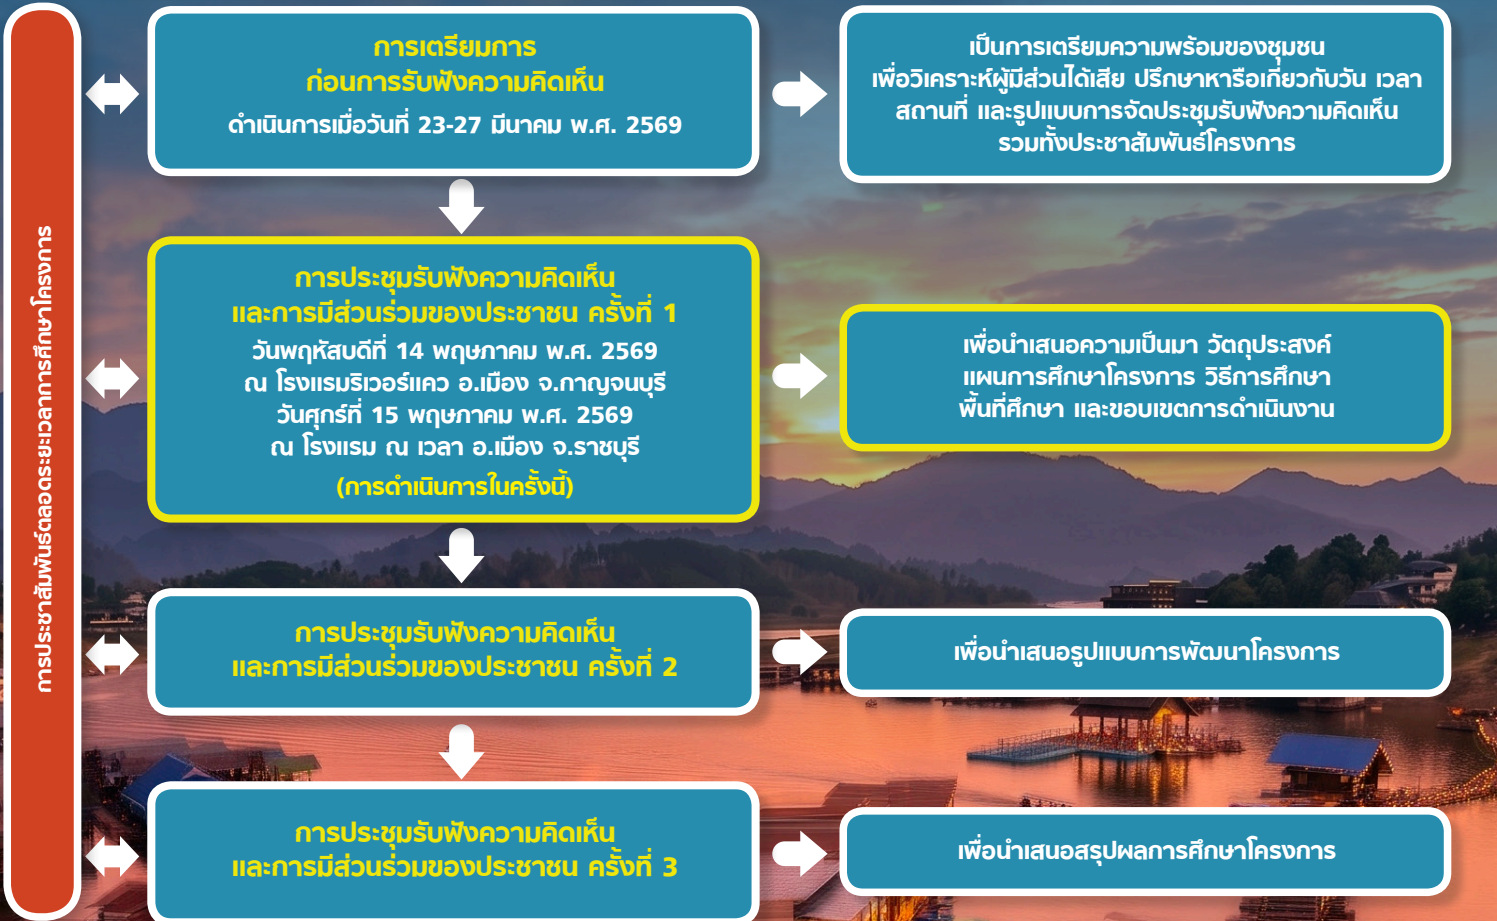 การประชาสัมพันธ์ตลอดระยะเวลาการศึกษาโครงการ
การเตรียมการ
ก่อนการรับฟังความคิดเห็น
ดำเนินการเมื่อวันที่ 23-27 มีนาคม พ.ศ. 2569
เป็นการเตรียมความพร้อมของชุมชน
เพื่อวิเคราะห์ผู้มีส่วนได้เสีย ปรึกษาหารือเกี่ยวกับวัน เวลา
สถานที่ และรูปแบบการจัดประชุมรับฟังความคิดเห็น
รวมทั้งประชาสัมพันธ์โครงการ
การประชุมรับฟังความคิดเห็น
และการมีส่วนร่วมของประชาชน ครั้งที่ 1
วันพฤหัสบดีที่ 14 พฤษภาคม พ.ศ. 2569
ณ โรงแรมริเวอร์แคว อ.เมือง จ.กาญจนบุรี
วันศุกร์ที่ 15 พฤษภาคม พ.ศ. 2569
ณ โรงแรม ณ เวลา อ.เมือง จ.ราชบุรี
(การดำเนินการในครั้งนี้)
เพื่อนำเสนอความเป็นมา วัตถุประสงค์
แผนการศึกษาโครงการ วิธีการศึกษา
พื้นที่ศึกษา และขอบเขตการดำเนินงาน
การประชุมรับฟังความคิดเห็น
และการมีส่วนร่วมของประชาชน ครั้งที่ 2
เพื่อนำเสนอรูปแบบการพัฒนาโครงการ
การประชุมรับฟังความคิดเห็น
และการมีส่วนร่วมของประชาชน ครั้งที่ 3
เพื่อนำเสนอสรุปผลการศึกษาโครงการ